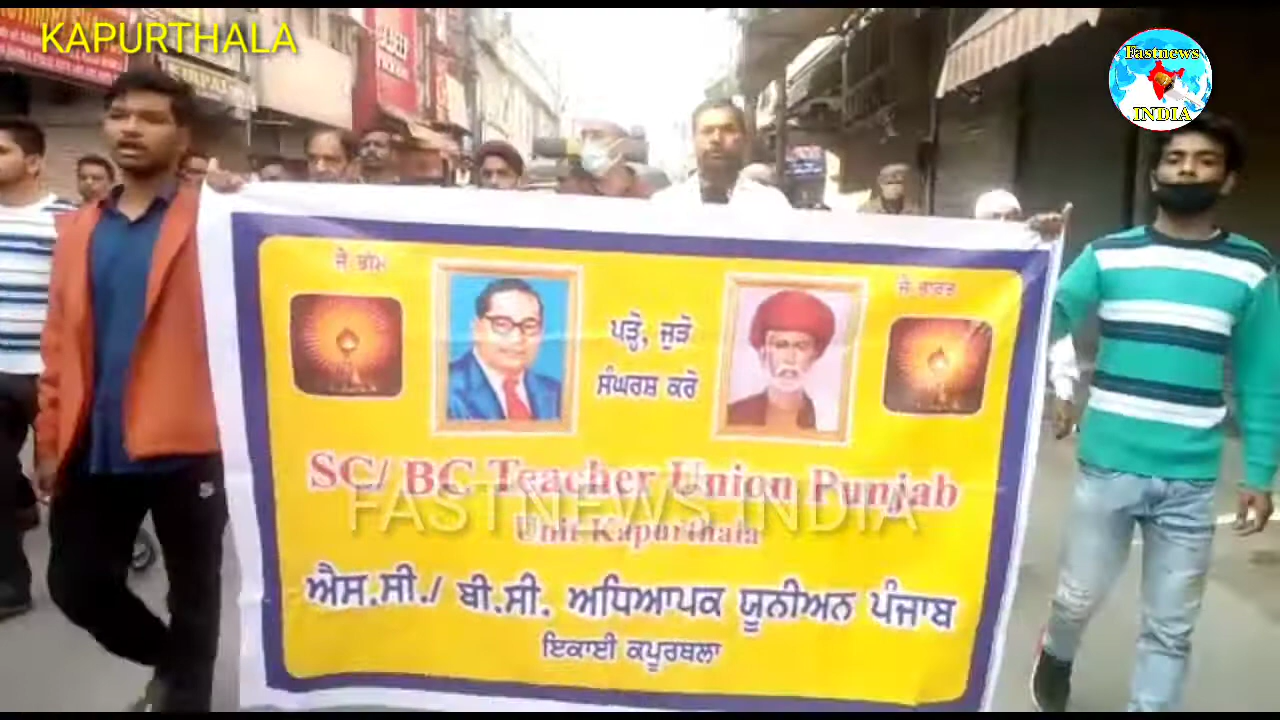 KAPURTHALA
Fastnews
INDIA
ਜੈ ਭੀਮ
ਜੈ ਭਾਰਤ
ਪੜ੍ਹੋ, ਜੁੜੋ
ਸੰਘਰਸ਼ ਕਰੋ
SC/ BC Teacher Union Punjab
FASTNEWS INDIA
Unit Kapurthala
ਐਸ.ਸੀ./ ਬੀ.ਸੀ. ਅਧਿਆਪਕ ਯੂਨੀਅਨ ਪੰਜਾਬ
ਇਕਾਈ ਕਪੂਰਥਲਾ